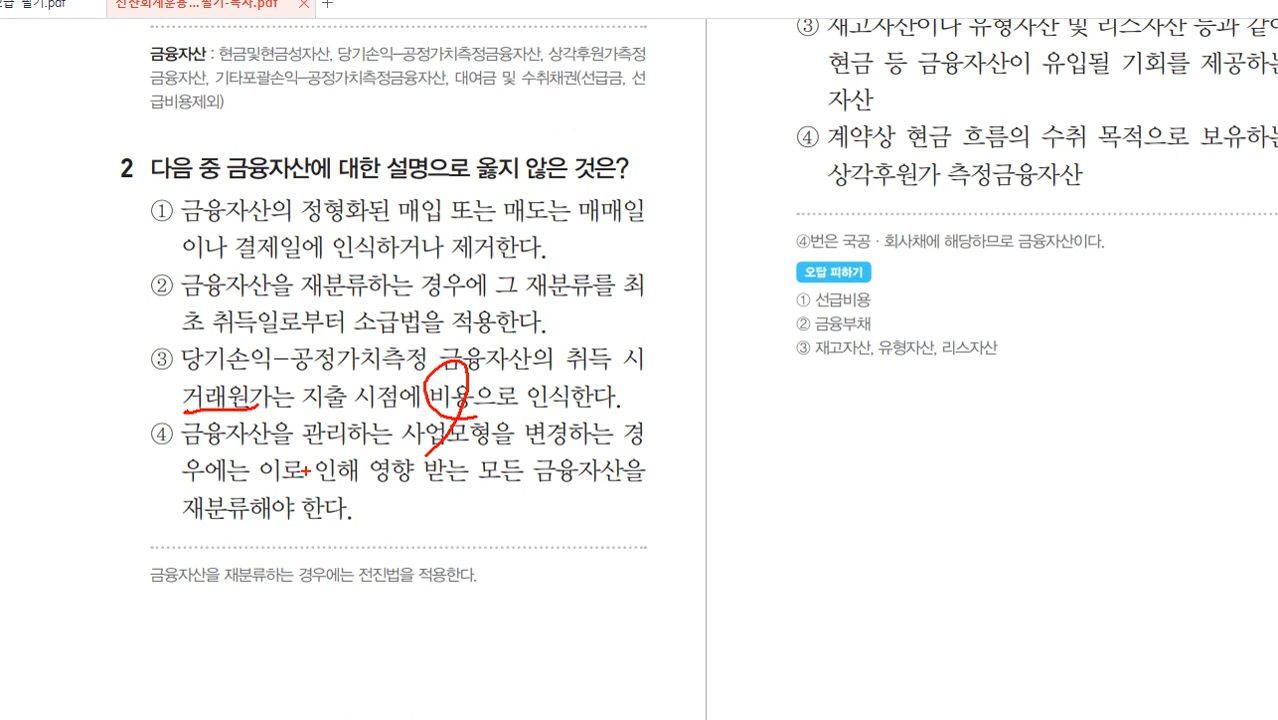 필기.pdf
필기-복사.pdf
금융자산 : 현금및현금성자산, 당기손익-공정가치측정금융자산, 상각후원가측정
금융자산, 기타포괄손익-공정가치측정금융자산, 대여금 및 수취채권(선급금, 선
급비용제외)
2 다음 중 금융자산에 대한 설명으로 옳지 않은 것은?
① 금융자산의 정형화된 매입 또는 매도는 매매일
이나 결제일에 인식하거나 제거한다.
② 금융자산을 재분류하는 경우에 그 재분류를 최
초 취득일로부터 소급법을 적용한다.
③ 당기손익-공정가치측정 금융자산의 취득 시
거래원가는 지출 시점에 비용으로 인식한다.
④ 금융자산을 관리하는 사업모형을 변경하는 경
우에는 이로 인해 영향 받는 모든 금융자산을
재분류해야 한다.
금융자산을 재분류하는 경우에는 전진법을 적용한다.
③ 재고자산이나 유형자산 및 리스자산 등과 같이
현금 등 금융자산이 유입될 기회를 제공하는
자산
④ 계약상 현금 흐름의 수취 목적으로 보유하는
상각후원가 측정금융자산
④번은 국공·회사채에 해당하므로 금융자산이다.
오답 피하기
① 선급비용
② 금융부채
③ 재고자산, 유형자산, 리스자산